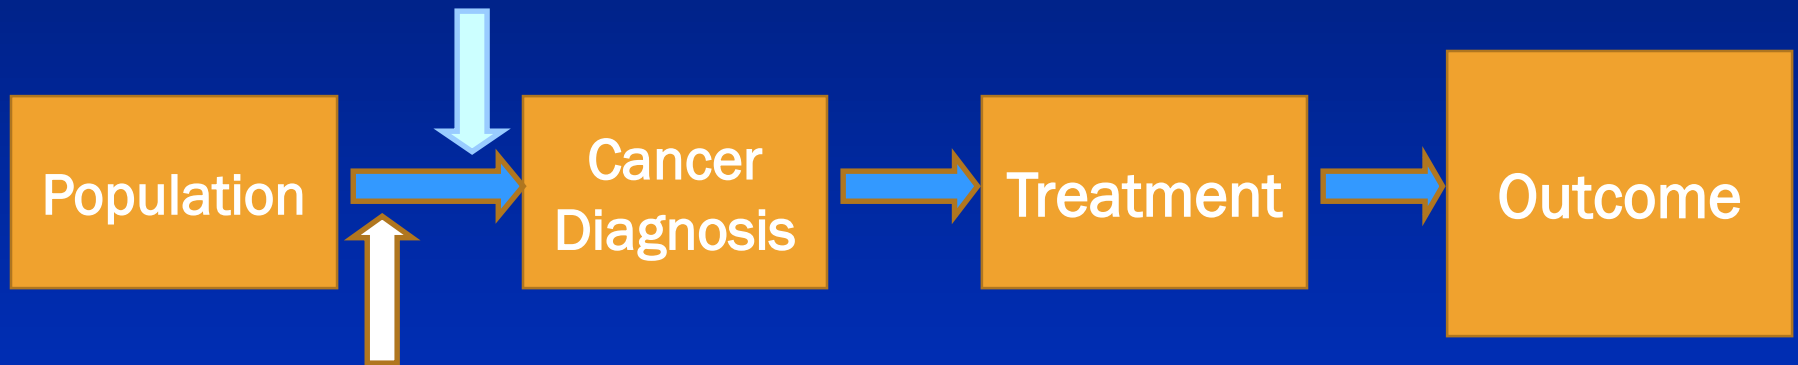 Population
Cancer
Diagnosis
Treatment
Outcome